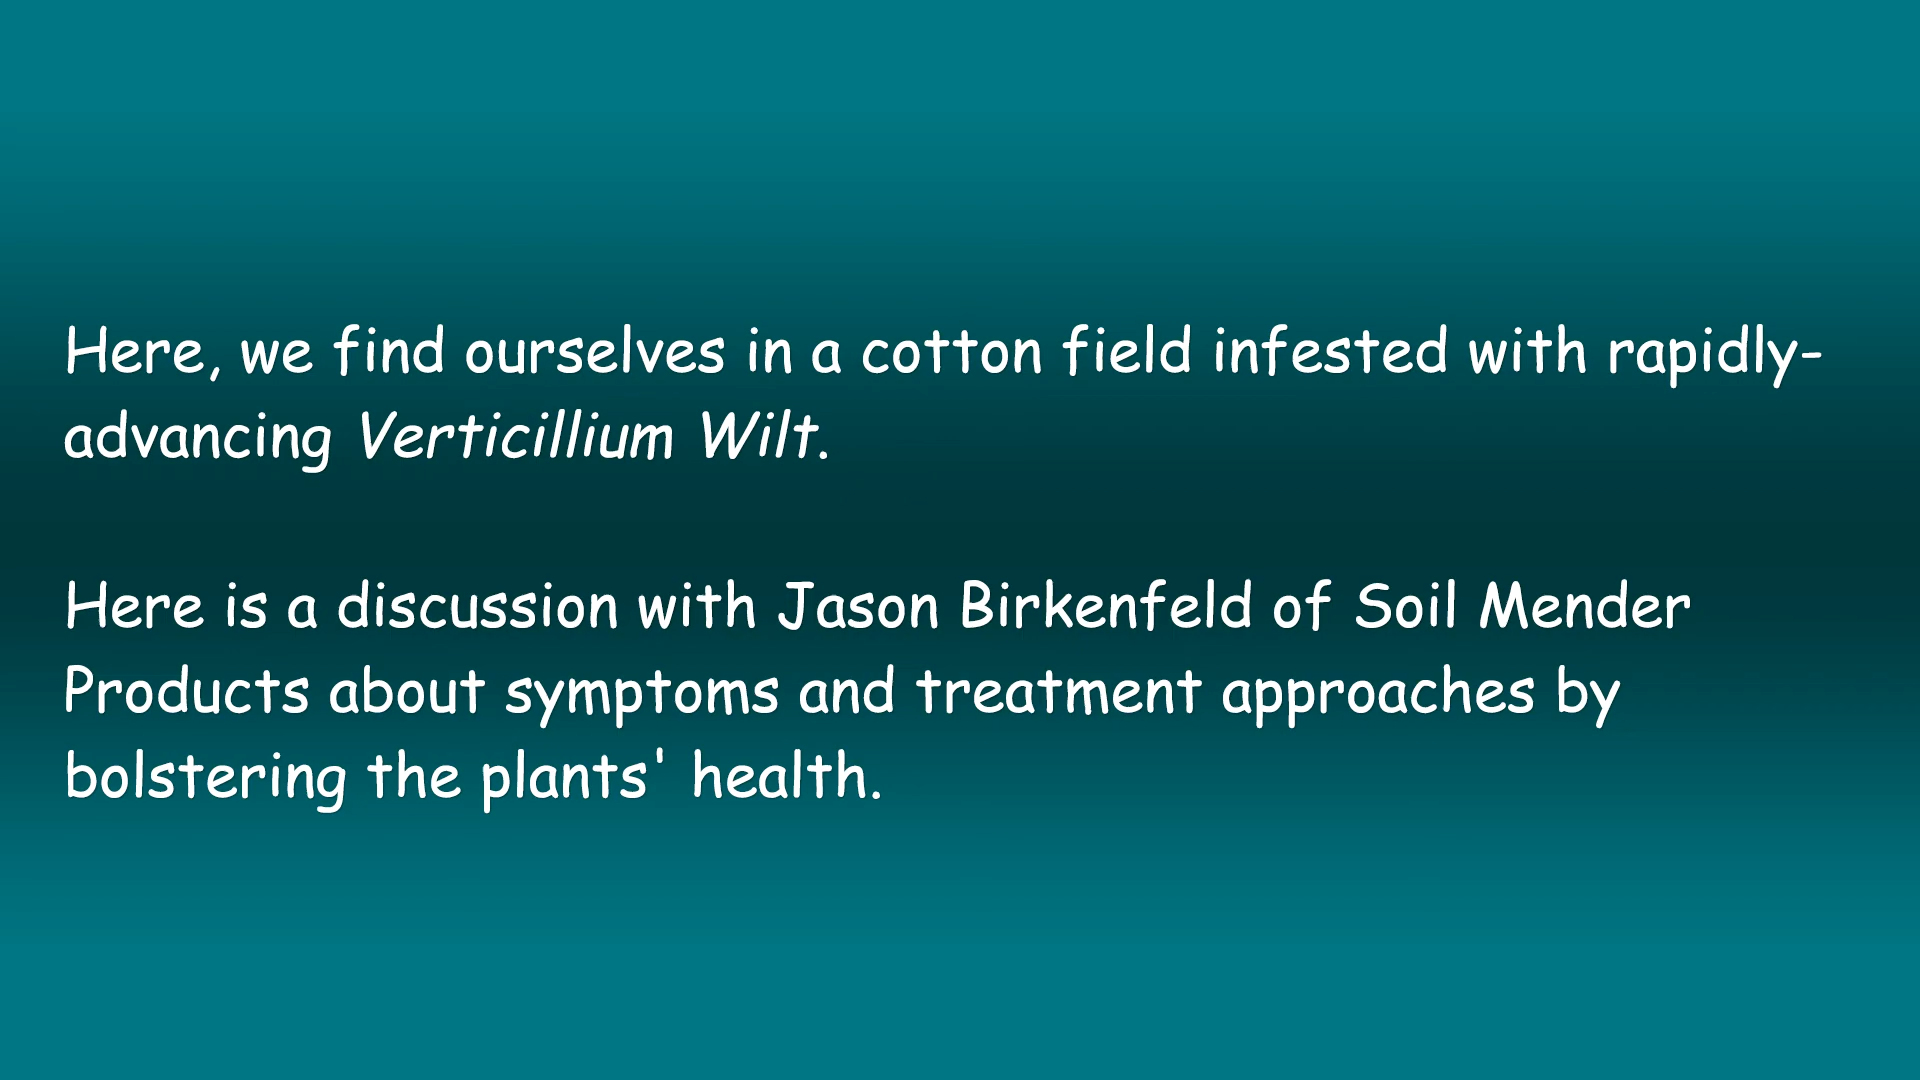 Here, we find ourselves in a cotton field infested with rapidly-
advancing Verticillium Wilt.
Here is a discussion with Jason Birkenfeld of Soil Mender
Products about symptoms and treatment approaches by
bolstering the plants' health.